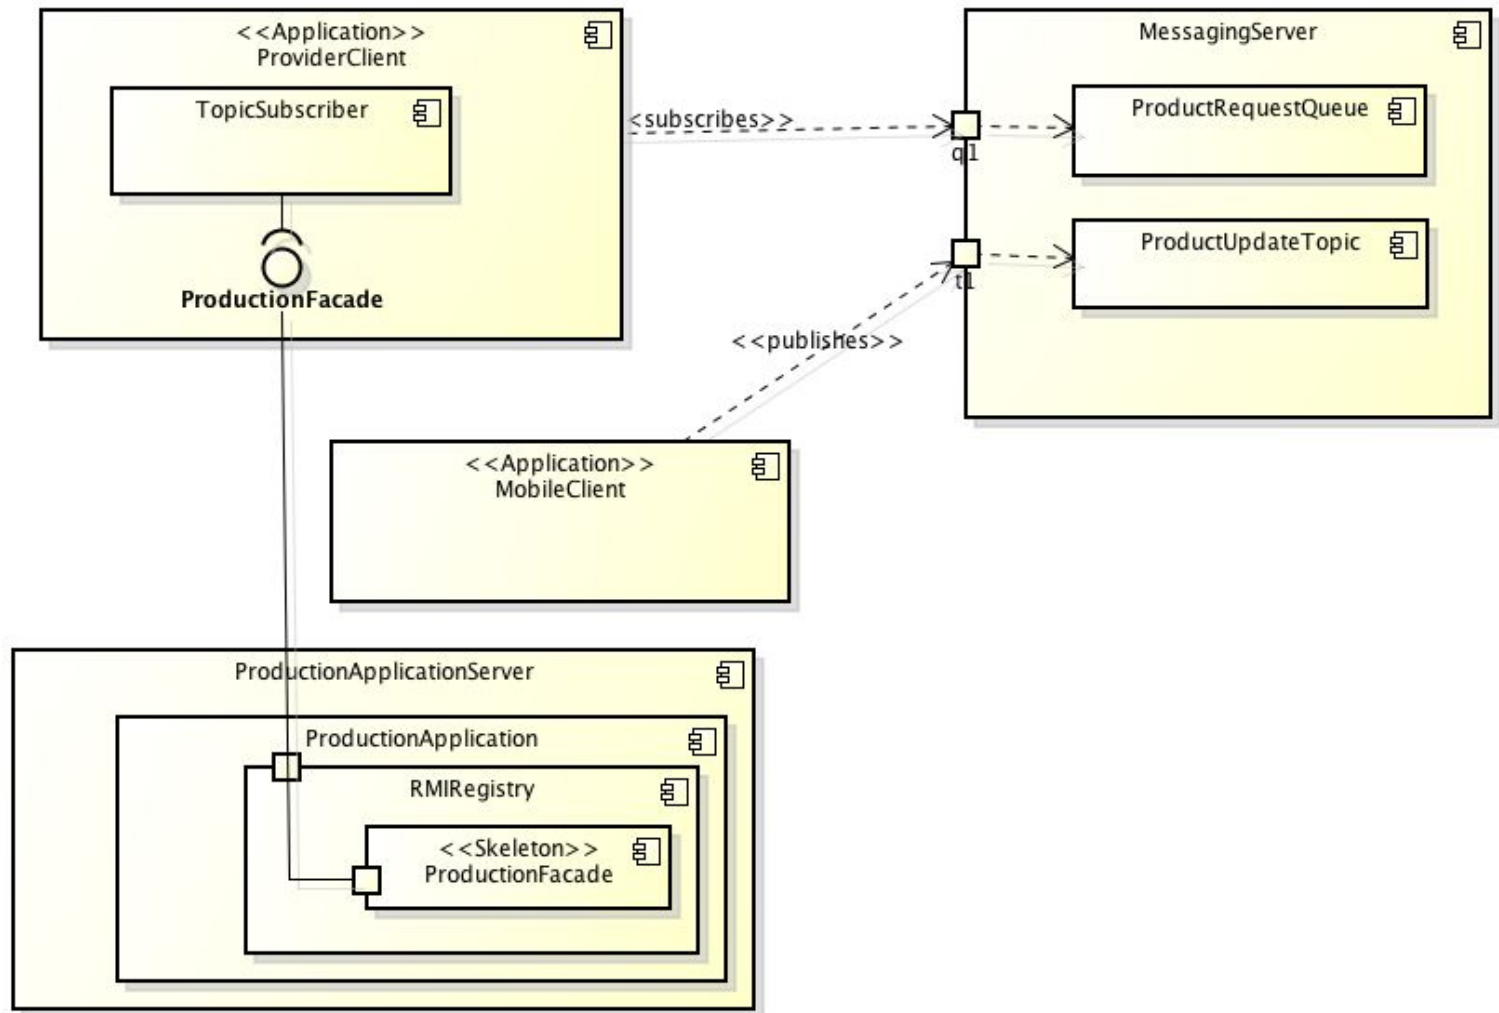 <<Application>>
ProviderClient
TopicSubscriber
ProductionFacade
<subscribes>>
MessagingServer
ProductRequestQueue
q1
ProductUpdateTopic
t1
<<publishes>>
<<Application>>
MobileClient
ProductionApplicationServer
ProductionApplication
RMIRegistry
<<Skeleton>>
ProductionFacade